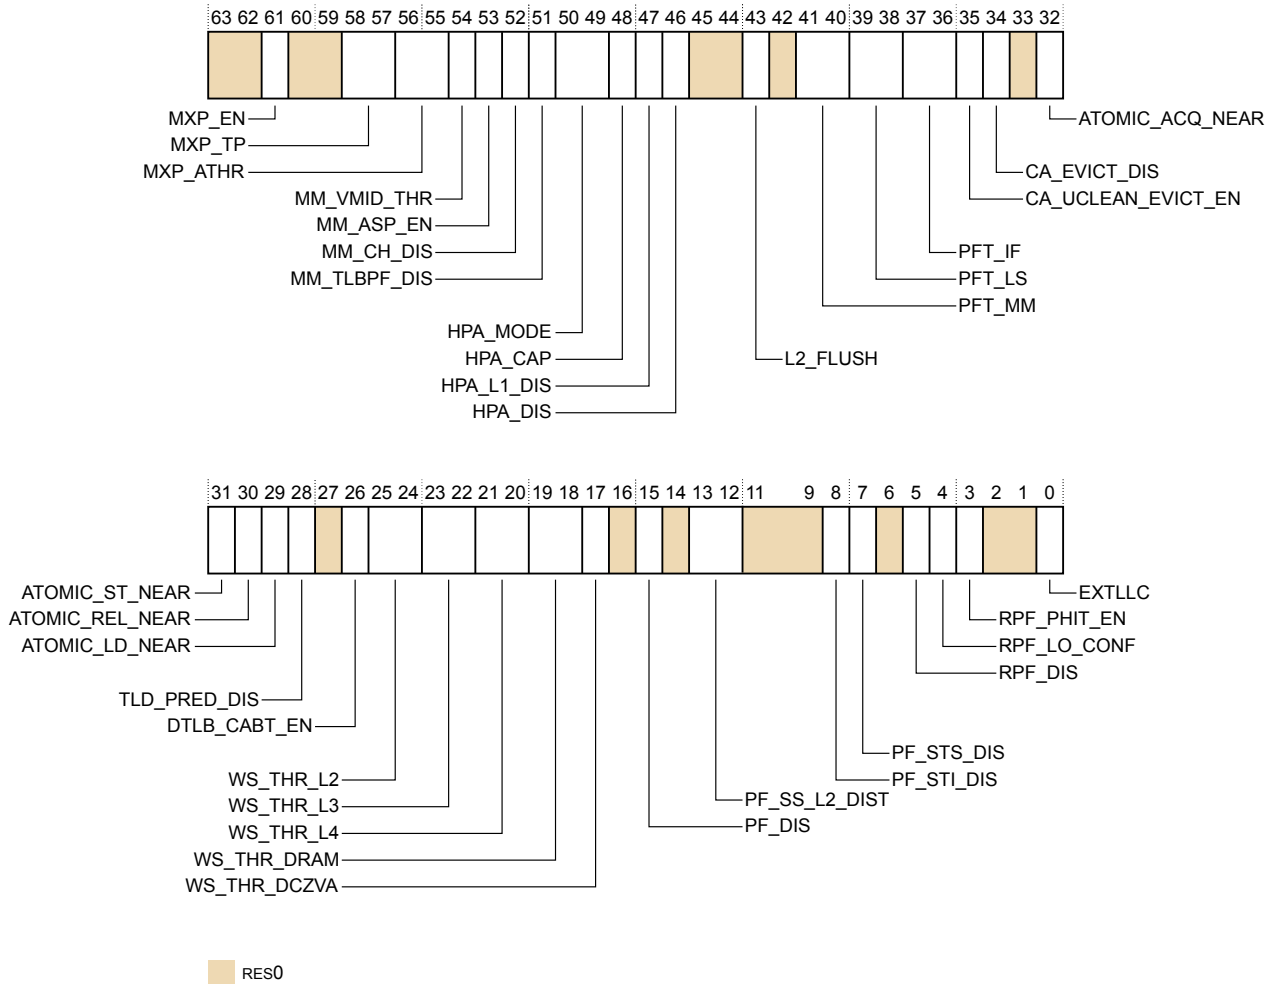 63 62 61 60 59 58 57 56 55 54 53 52 51 50 49 48 47 46 45 44 43 42 41 40 39 38 37 36 35 34 33 32
MXP_EN
ATOMIC_ACQ_NEAR
MXP_TP
MXP_ATHR
CA_EVICT_DIS
MM_VMID_THR
CA_UCLEAN_EVICT_EN
MM_ASP_EN
MM_CH_DIS
PFT_IF
MM_TLBPF_DIS
PFT_LS
PFT_MM
HPA_MODE
HPA_CAP
L2_FLUSH
HPA_L1_DIS
HPA_DIS
31 30 29 28 27 26 25 24 23 22 21 20 19 18 17 16 15 14 13 12 11 9 8 7 6 5 4 3 2 1 0
ATOMIC_ST_NEAR
EXTLLC
ATOMIC_REL_NEAR
RPF_PHIT_EN
ATOMIC_LD_NEAR
RPF_LO_CONF
RPF_DIS
TLD_PRED_DIS
DTLB_CABT_EN
PF_STS_DIS
WS_THR_L2
PF_STI_DIS
PF_SS_L2_DIST
WS_THR_L3
PF_DIS
WS_THR_L4
WS_THR_DRAM
WS_THR_DCZVA
RES0